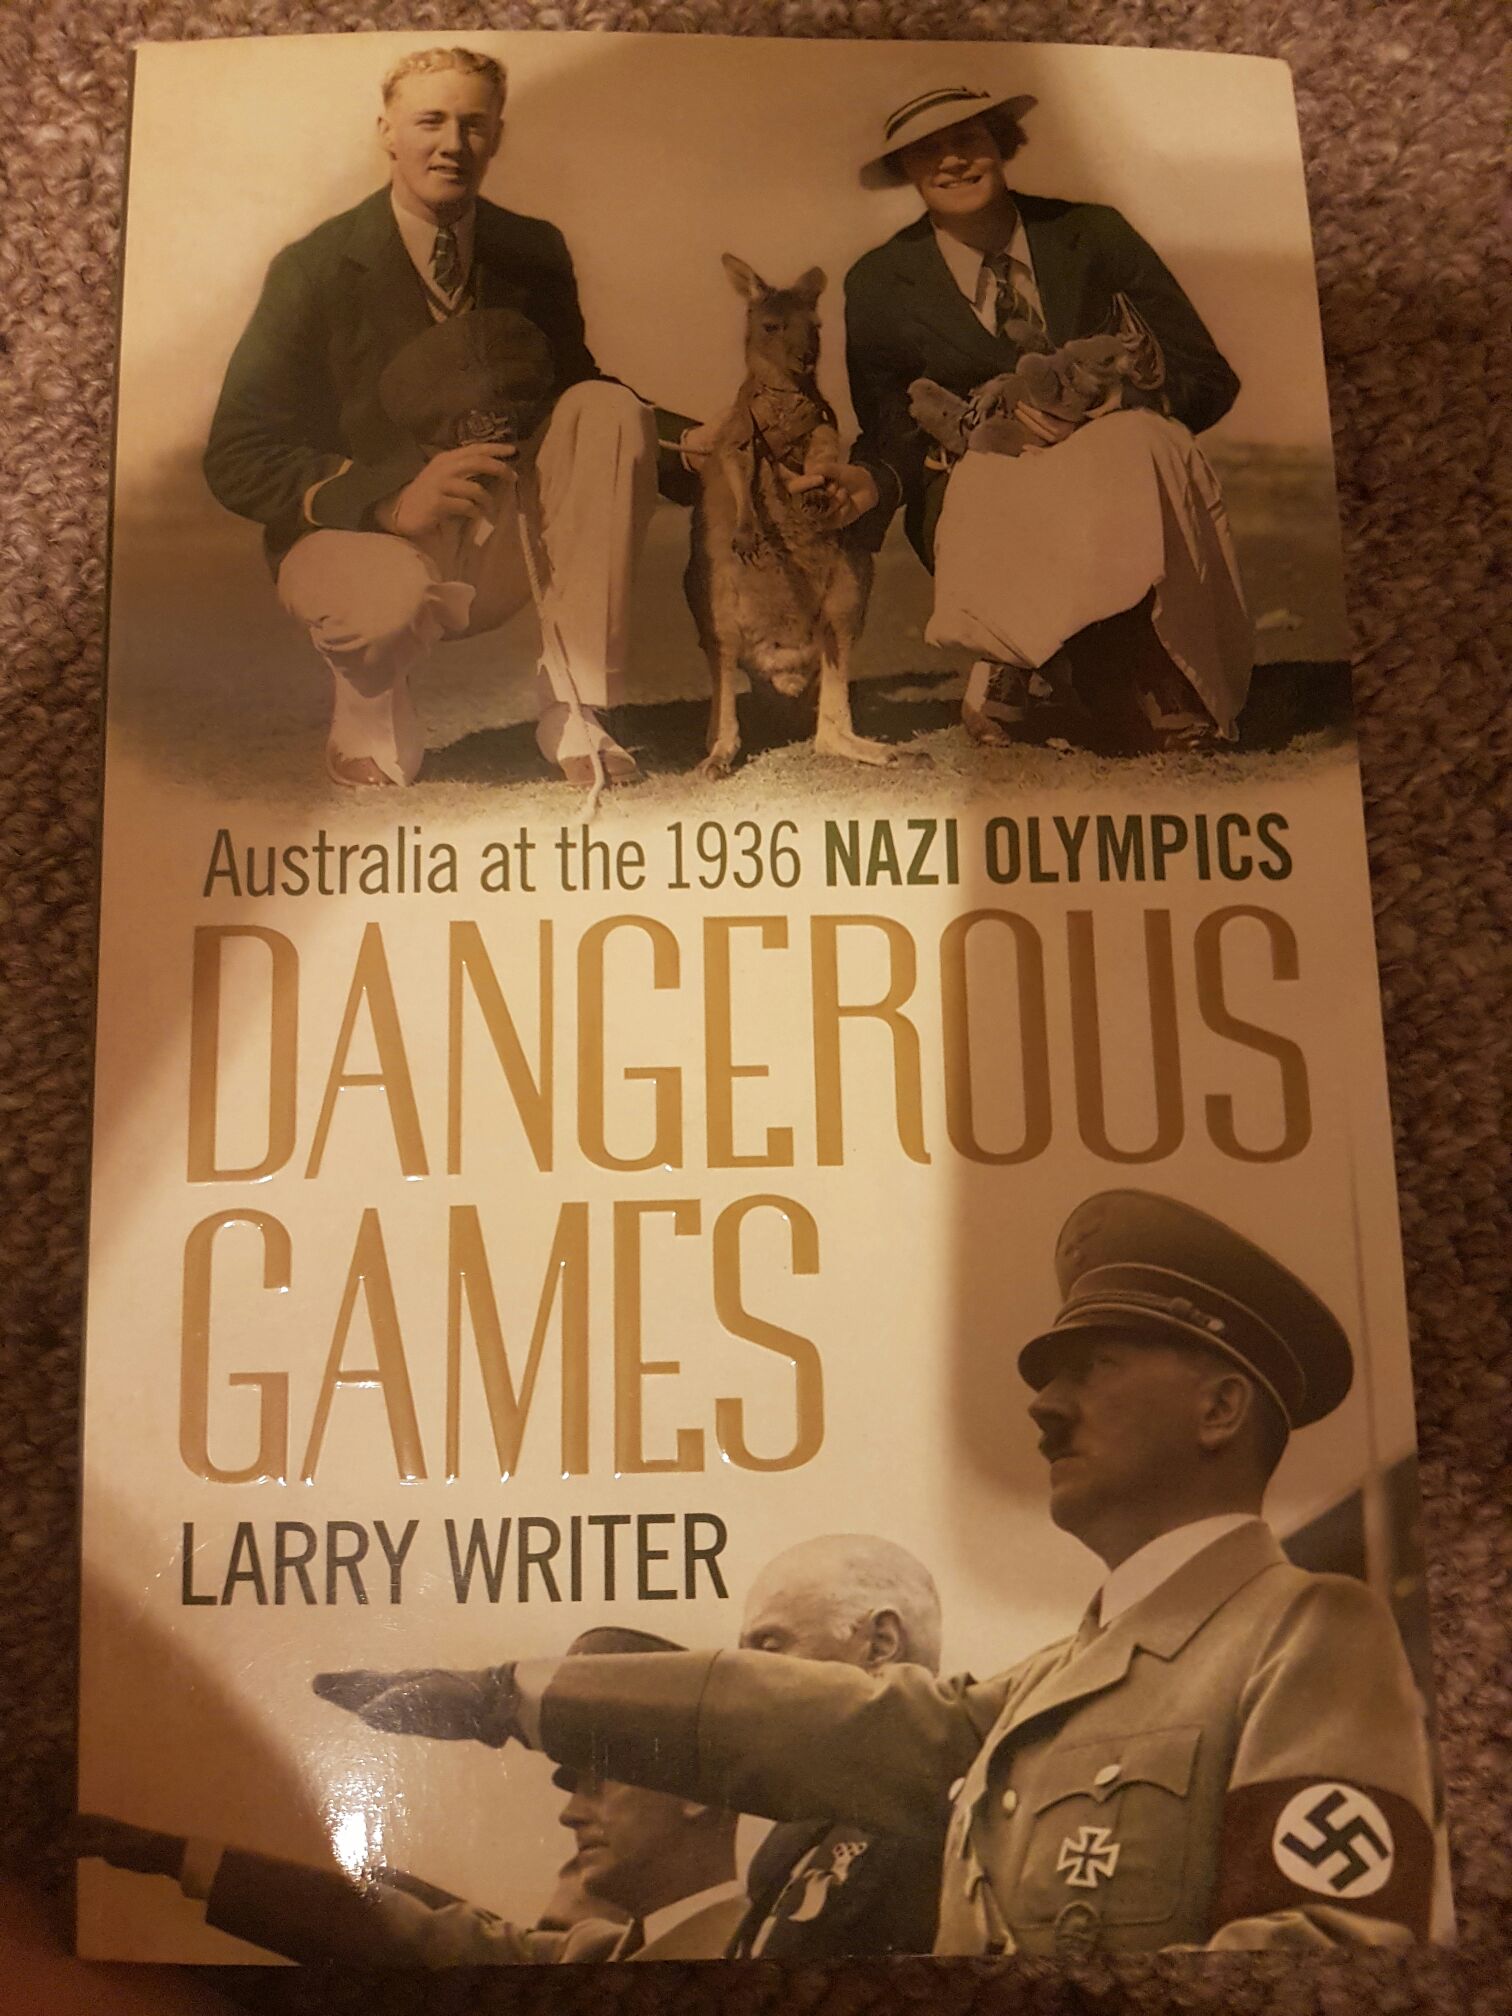 Australia at the 1936 NAZI OLYMPICS
DANGEROUS
GAMES
LARRY WRITER